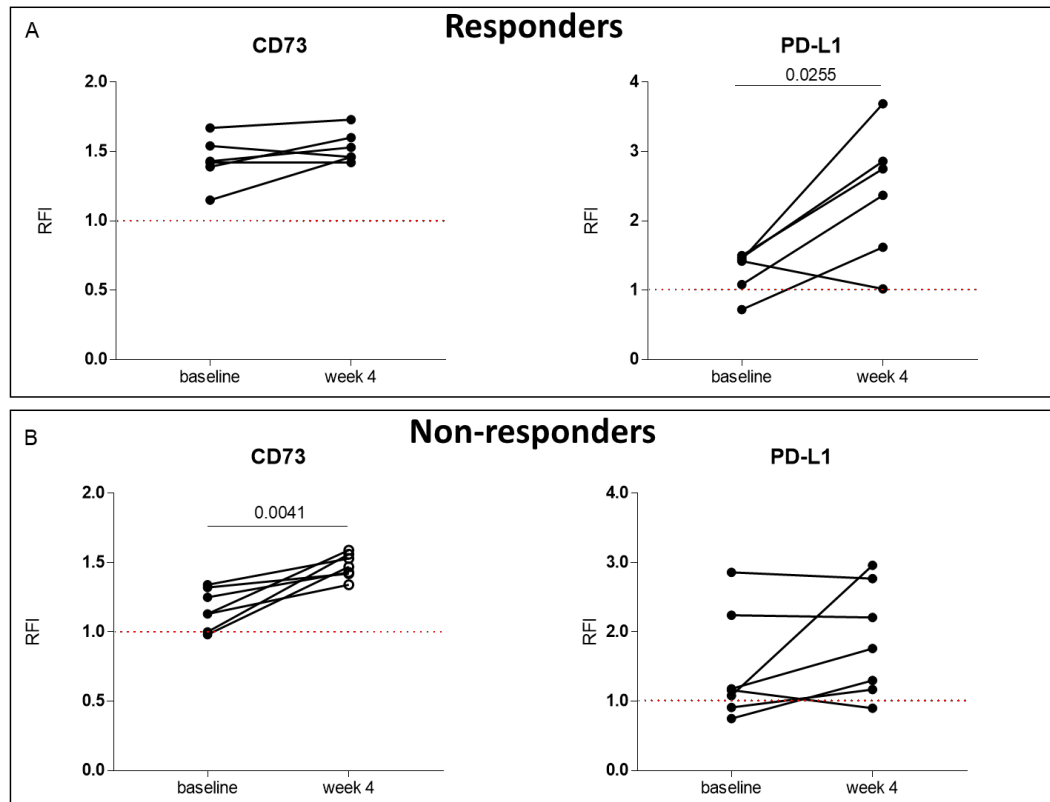 A
Responders
CD73
PD-L1
0.0255
2.0
1.5
1.0
0.5
0.0
RFI
baseline
week 4
4
3
2
1
0
RFI
baseline
week 4
B
Non-responders
CD73
PD-L1
0.0041
2.0
1.5
1.0
0.5
0.0
RFI
baseline
week 4
4.0
3.0
2.0
1.0
0.0
RFI
baseline
week 4